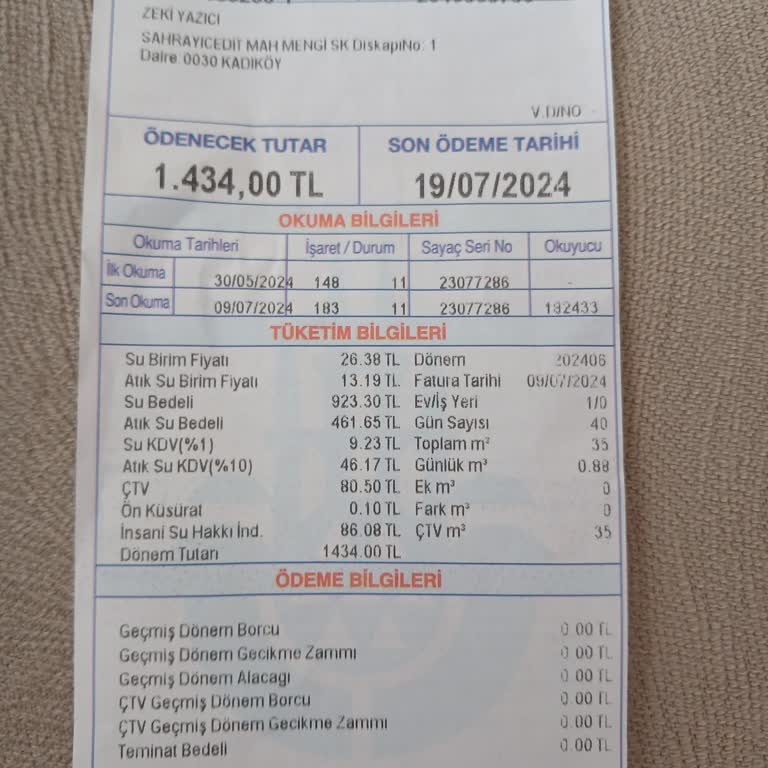 ZEKİ YAZICI
SAHRAYICEDIT MAH MENGİ SK DışkapıNo: 1
Daire: 0030 KADIKÖY
V.D/NO
ÖDENECEK TUTAR SON ÖDEME TARİHİ
1.434,00 TL 19/07/2024
OKUMA BİLGİLERİ
Okuma Tarihleri İşaret / Durum Sayaç Seri No Okuyucu
İlk Okuma 30/05/2024 148 11 23077286 -
Son Okuma 09/07/2024 183 11 23077286 182433
TÜKETİM BİLGİLERİ
Su Birim Fiyatı 26.38 TL Dönem 202406
Atık Su Birim Fiyatı 13.19 TL Fatura Tarihi 09/07/2024
Su Bedeli 923.30 TL Ev/İş Yeri 1/0
Atık Su Bedeli 461.65 TL Gün Sayısı 40
Su KDV(%1) 9.23 TL Toplam m³ 35
Atık Su KDV(%10) 46.17 TL Günlük m³ 0.88
ÇTV 80.50 TL Ek m³ 0
Ön Küsürat 0.10 TL Fark m³ 0
İnsani Su Hakkı İnd. 86.08 TL ÇTV m³ 35
Dönem Tutarı 1434.00 TL
ÖDEME BİLGİLERİ
Geçmiş Dönem Borcu 0.00 TL
Geçmiş Dönem Gecikme Zammı 0.00 TL
Geçmiş Dönem Alacagı 0.00 TL
ÇTV Geçmiş Dönem Borcu 0.00 TL
ÇTV Geçmiş Dönem Gecikme Zammı 0.00 TL
Teminat Bedeli 0.00 TL